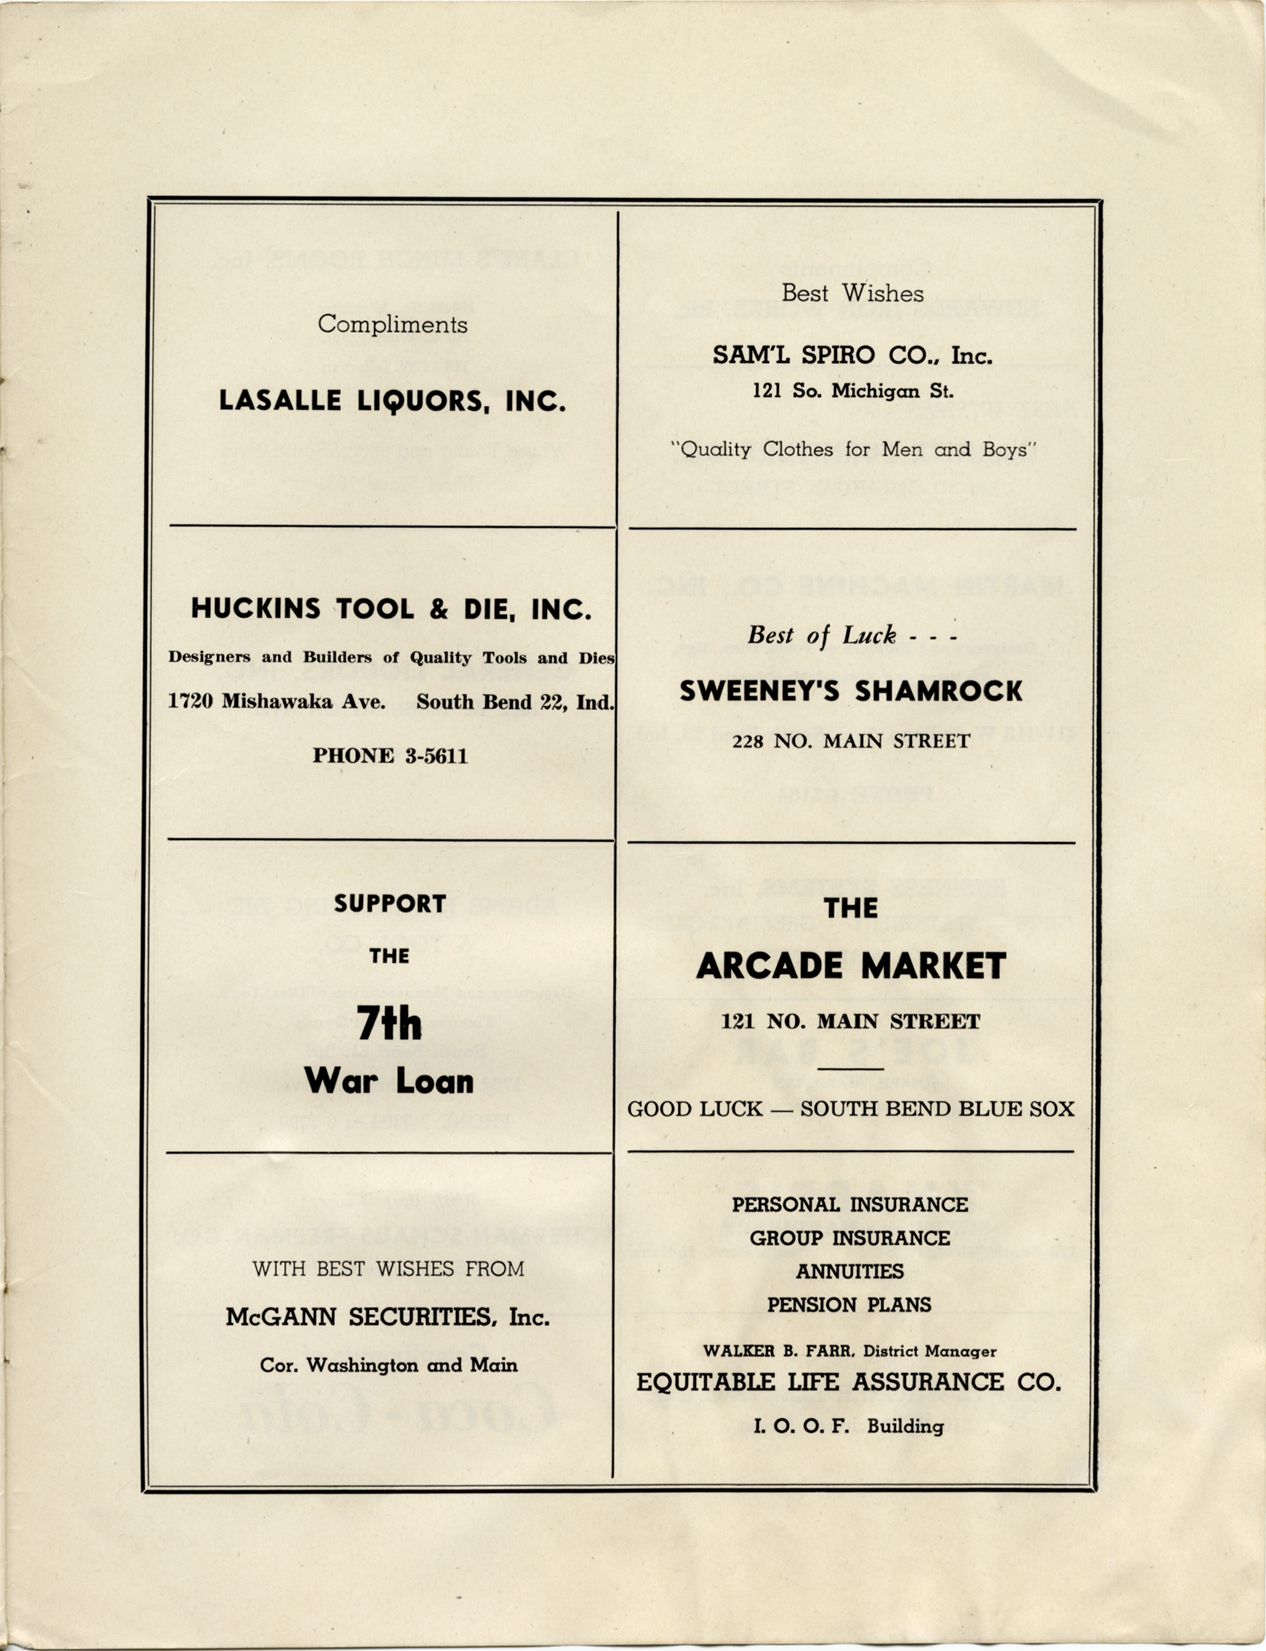 Compliments
LASALLE LIQUORS, INC.
Best Wishes
SAM'L SPIRO CO., Inc.
121 So. Michigan St.
"Quality Clothes for Men and Boys"
HUCKINS TOOL & DIE, INC.
Designers and Builders of Quality Tools and Dies
1720 Mishawaka Ave. South Bend 22, Ind.
PHONE 3-5611
Best of Luck - - -
SWEENEY'S SHAMROCK
228 NO. MAIN STREET
SUPPORT
THE
7th
War Loan
THE
ARCADE MARKET
121 NO. MAIN STREET
GOOD LUCK — SOUTH BEND BLUE SOX
WITH BEST WISHES FROM
McGANN SECURITIES, Inc.
Cor. Washington and Main
PERSONAL INSURANCE
GROUP INSURANCE
ANNUITIES
PENSION PLANS
WALKER B. FARR, District Manager
EQUITABLE LIFE ASSURANCE CO.
I. O. O. F. Building